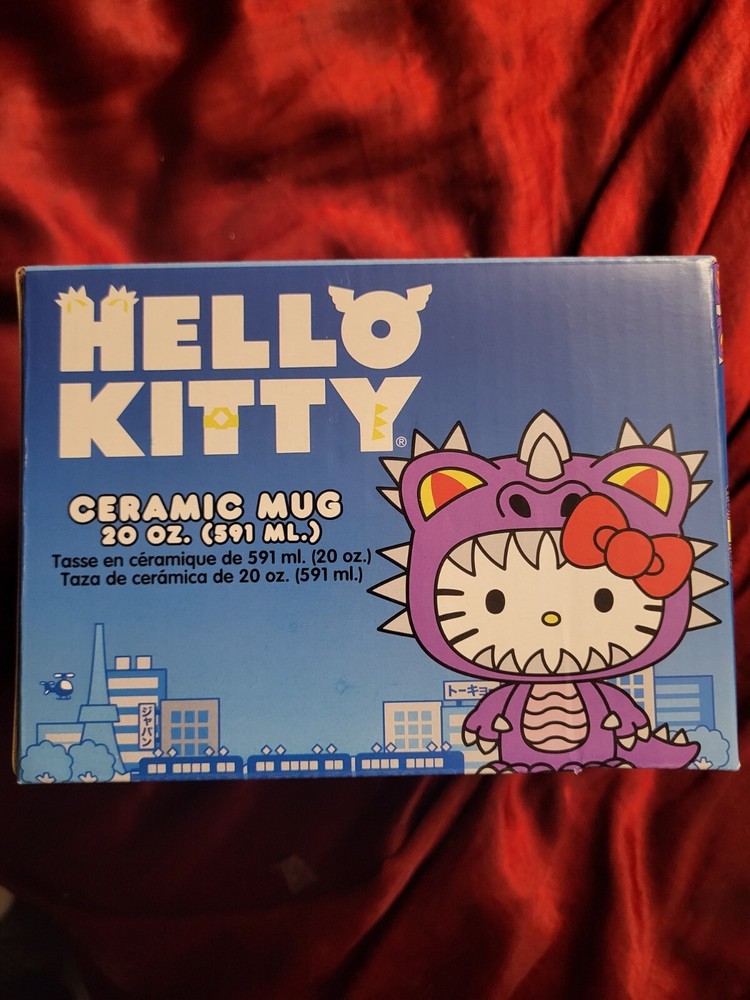 HELLO
KITTY®
CERAMIC MUG
20 OZ. (591 ML.)
Tasse en céramique de 591 ml. (20 oz.)
Taza de cerámica de 20 oz. (591 ml.)
トーキョ
ジャパン